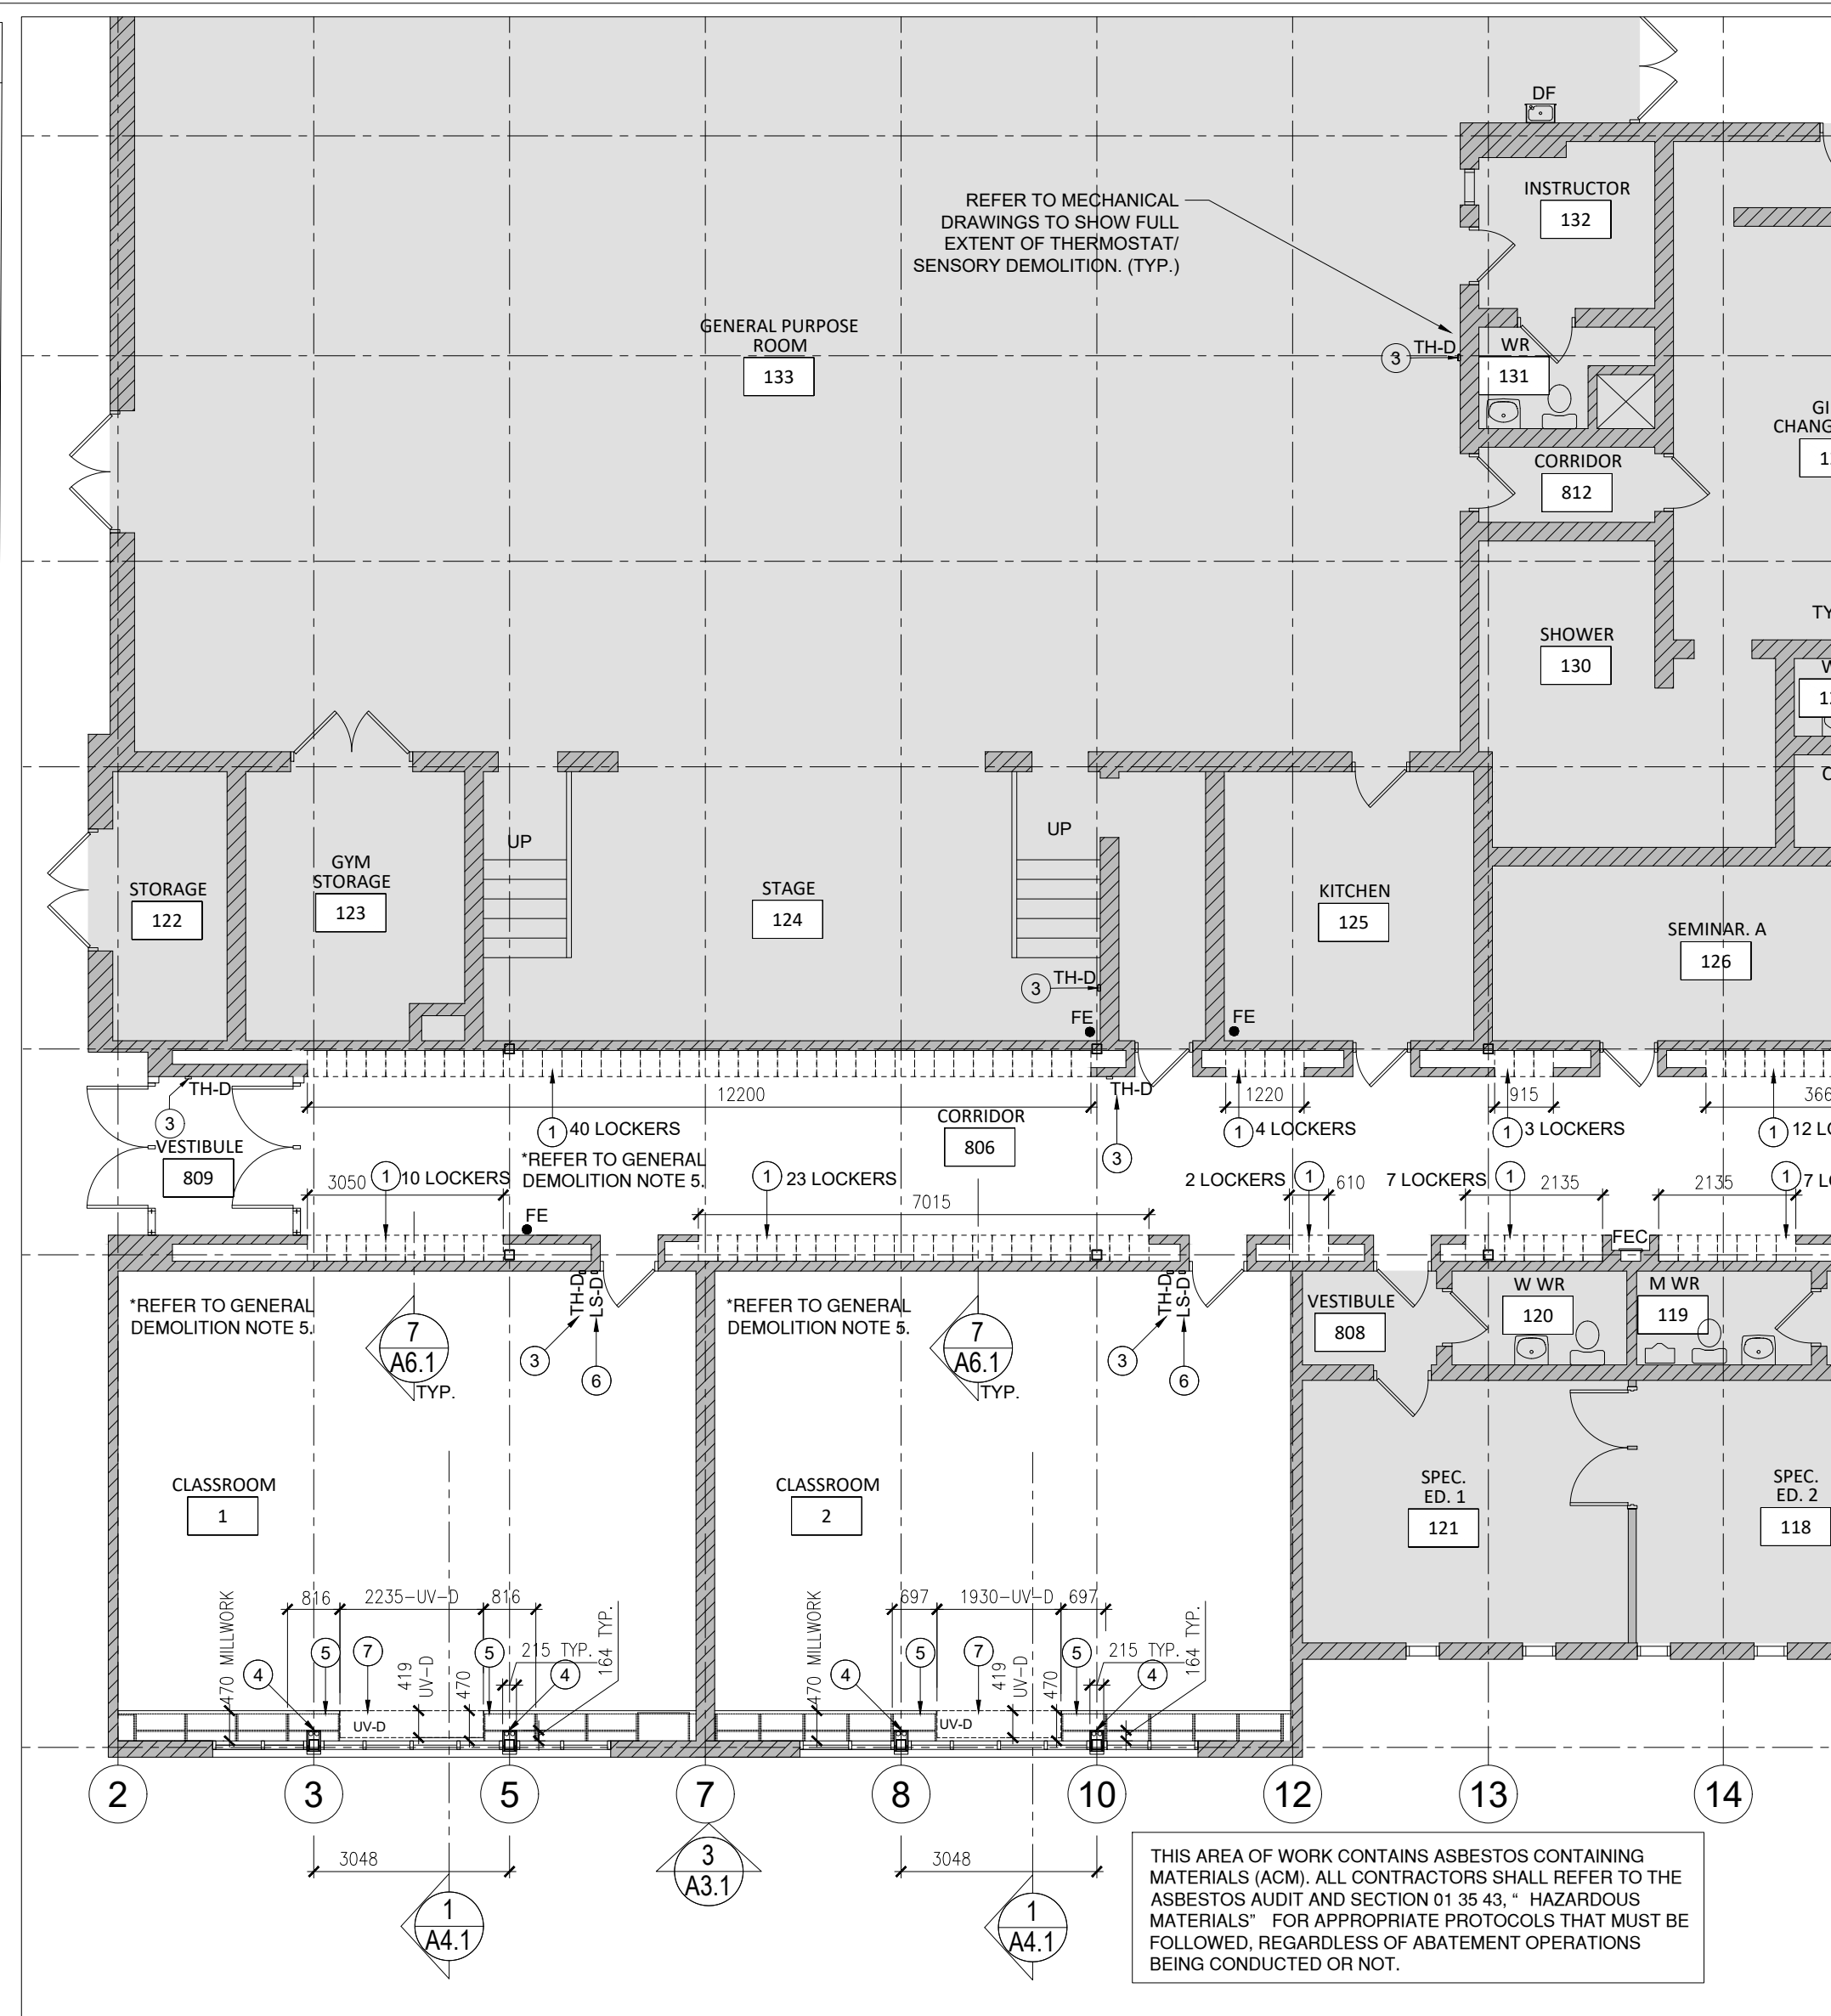 DF
INSTRUCTOR
132
REFER TO MECHANICAL
DRAWINGS TO SHOW FULL
EXTENT OF THERMOSTAT/
SENSORY DEMOLITION. (TYP.)
GENERAL PURPOSE
ROOM
133
3
TH-D
WR
131
CORRIDOR
812
SHOWER
130
UP
UP
STORAGE
122
GYM
STORAGE
123
STAGE
124
KITCHEN
125
SEMINAR. A
126
3
TH-D
FE
FE
TH-D
3
12200
TH-D
3
1220
915
1
40 LOCKERS
CORRIDOR
806
1
4 LOCKERS
1
3 LOCKERS
1
VESTIBULE
809
*REFER TO GENERAL
DEMOLITION NOTE 5.
3050
1
10 LOCKERS
1
23 LOCKERS
7015
2 LOCKERS
1
610
7 LOCKERS
1
2135
2135
1
FE
FEC
*REFER TO GENERAL
DEMOLITION NOTE 5.
7
A6.1
TYP.
TH-D
LS-D
3
6
*REFER TO GENERAL
DEMOLITION NOTE 5.
7
A6.1
TYP.
TH-D
LS-D
3
6
VESTIBULE
808
W WR
120
M WR
119
CLASSROOM
1
CLASSROOM
2
SPEC.
ED. 1
121
SPEC.
ED. 2
118
816
2235-UV-D
816
470 MILLWORK
4
5
7
419
UV-D
470
5
215 TYP.
4
164 TYP.
UV-D
697
1930-UV-D
697
470 MILLWORK
4
5
7
419
UV-D
470
5
215 TYP.
4
164 TYP.
UV-D
2
3
5
7
8
10
12
13
14
3048
3
A3.1
3048
1
A4.1
1
A4.1
THIS AREA OF WORK CONTAINS ASBESTOS CONTAINING
MATERIALS (ACM). ALL CONTRACTORS SHALL REFER TO THE
ASBESTOS AUDIT AND SECTION 01 35 43, “ HAZARDOUS
MATERIALS” FOR APPROPRIATE PROTOCOLS THAT MUST BE
FOLLOWED, REGARDLESS OF ABATEMENT OPERATIONS
BEING CONDUCTED OR NOT.